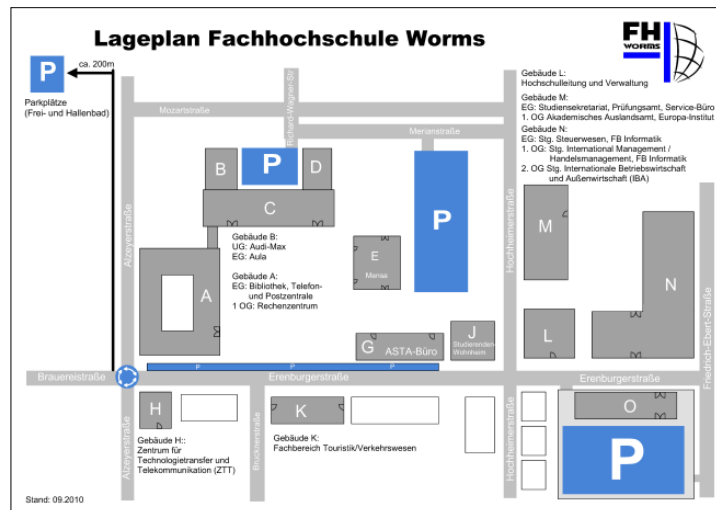 Lageplan Fachhochschule Worms
FH
WORMS
ca. 200m
P
Parkplätze
(Frei- und Hallenbad)
Gebäude L:
Hochschulleitung und Verwaltung
Gebäude M:
EG: Studiensekretariat, Prüfungsamt, Service-Büro
1. OG Akademisches Auslandsamt, Europa-Institut
Gebäude N:
EG: Stg. Steuerwesen, FB Informatik
1. OG: Stg. International Management /
Handelsmanagement, FB Informatik
2. OG Stg. Internationale Betriebswirtschaft
und Außenwirtschaft (IBA)
Mozartstraße
Richard-Wagner-Str
Merianstraße
Alzeyerstraße
Hochheimerstraße
Friedrich-Ebert-Straße
B
P
D
C
P
M
N
Gebäude B:
UG: Audi-Max
EG: Aula
E
Mensa
Gebäude A:
EG: Bibliothek, Telefon-
und Postzentrale
1 OG: Rechenzentrum
A
G
ASTA-Büro
J
Studierenden-
Wohnheim
L
P
P
P
Brauereistraße
Erenburgerstraße
Erenburgerstraße
H
K
O
P
Alzeyerstraße
Brucknerstraße
Hochheimerstraße
Gebäude H::
Zentrum für
Technologietransfer und
Telekommunikation (ZTT)
Gebäude K:
Fachbereich Touristik/Verkehrswesen
Stand: 09.2010